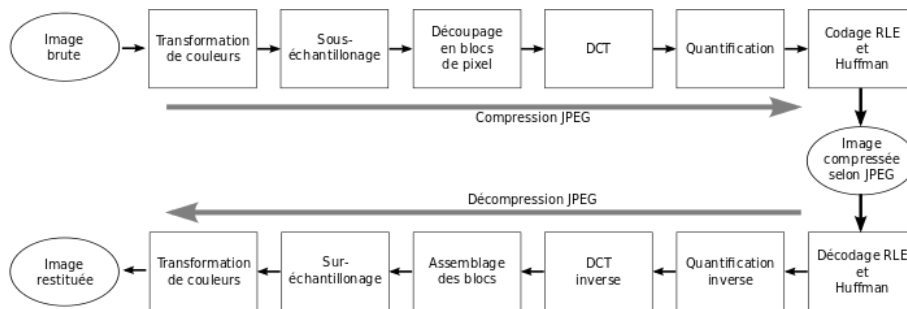 Image
brute
Transformation
de couleurs
Sous-
échantillonage
Découpage
en blocs
de pixel
DCT
Quantification
Codage RLE
et
Huffman
Compression JPEG
Image
compressée
selon JPEG
Décompression JPEG
Image
restituée
Transformation
de couleurs
Sur-
échantillonage
Assemblage
des blocs
DCT
inverse
Quantification
inverse
Décodage RLE
et
Huffman